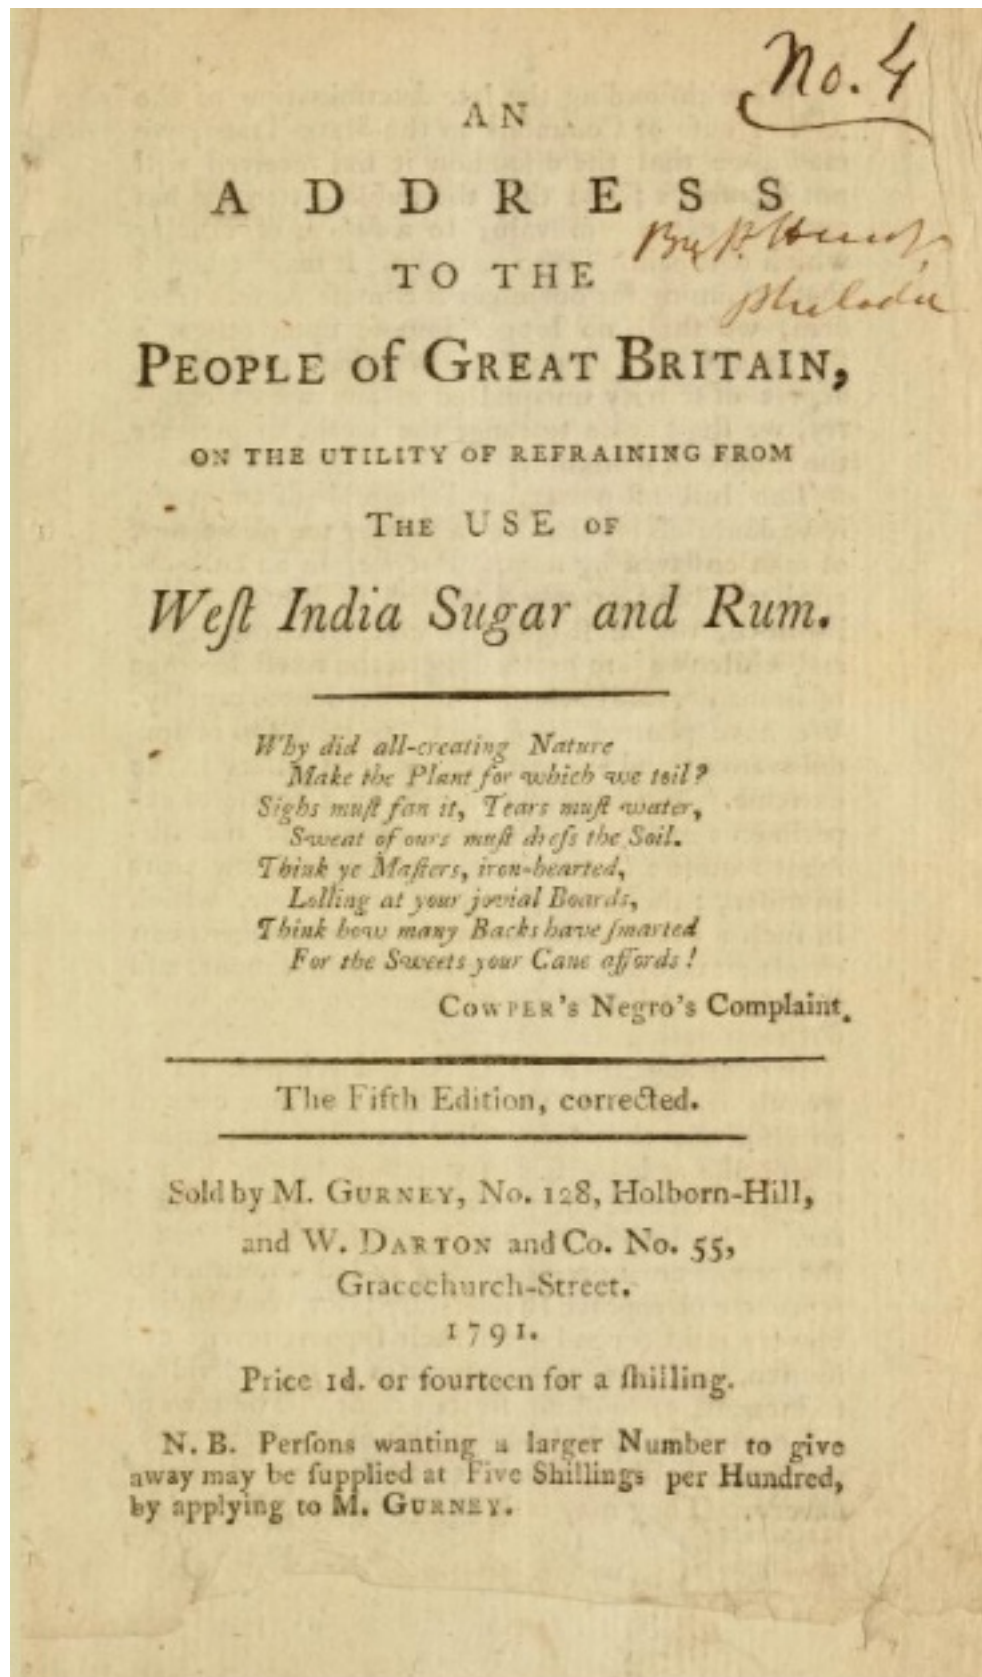 No. 4
AN
ADDRESS
TO THE
PEOPLE of GREAT BRITAIN,
ON THE UTILITY OF REFRAINING FROM
THE USE OF
Weſt India Sugar and Rum.
Why did all-creating Nature
Make the Plant for which we toil?
Sighs muſt fan it, Tears muſt water,
Sweat of ours muſt dreſs the Soil.
Think ye Maſters, iron-hearted,
Lolling at your jovial Boards,
Think how many Backs have ſmarted
For the Sweets your Cane affords!
COWPER's Negro's Complaint.
The Fifth Edition, corrected.
Sold by M. GURNEY, No. 128, Holborn-Hill,
and W. DARTON and Co. No. 55,
Gracechurch-Street.
1791.
Price 1d. or fourteen for a ſhilling.
N. B. Perſons wanting a larger Number to give
away may be ſupplied at Five Shillings per Hundred,
by applying to M. GURNEY.